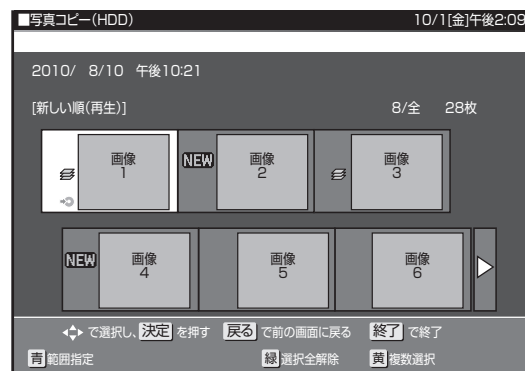 ■写真コピー(HDD) 10/1[金]午後2:09
2010/ 8/10 午後10:21
[新しい順(再生)] 8/全 28枚
画像 NEW 画像 画像
1 2 3
NEW 画像 画像 画像
4 5 6
で選択し、決定を押す 戻るで前の画面に戻る 終了で終了
青範囲指定 緑選択全解除 黄複数選択